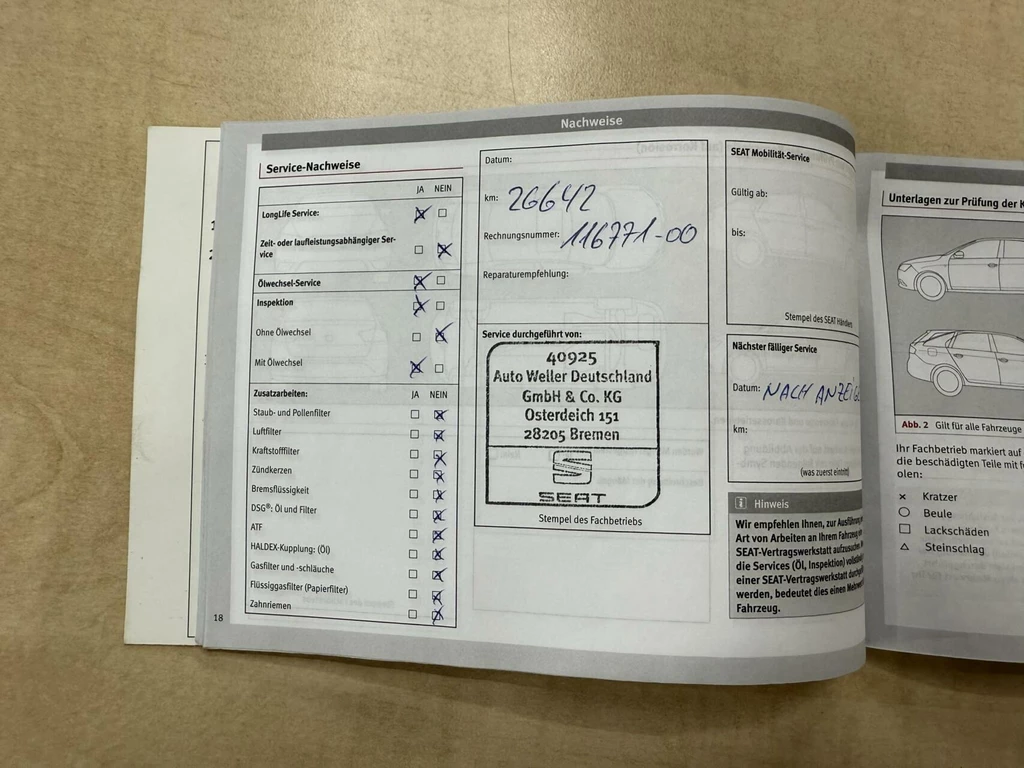 Nachweise
Service-Nachweise
JA NEIN
LongLife Service:
Zeit- oder laufleistungsabhängiger Ser-
vice
Ölwechsel-Service
Inspektion
Ohne Ölwechsel
Mit Ölwechsel
Zusatzarbeiten: JA NEIN
Staub- und Pollenfilter
Luftfilter
Kraftstofffilter
Zündkerzen
Bremsflüssigkeit
DSG®: Öl und Filter
ATF
HALDEX-Kupplung: (Öl)
Gasfilter und -schläuche
Flüssiggasfilter (Papierfilter)
Zahnriemen
18
Datum:
km: 26642
Rechnungsnummer: 116771-00
Reparaturempfehlung:
Service durchgeführt von:
40925
Auto Weller Deutschland
GmbH & Co. KG
Osterdeich 151
28205 Bremen
SEAT
Stempel des Fachbetriebs
SEAT Mobilität-Service
Gültig ab:
bis:
Stempel des SEAT Händlers
Nächster fälliger Service
Datum: NACH ANZEIGE
km:
(was zuerst eintritt)
Hinweis
Wir empfehlen Ihnen, zur Ausführung
Art von Arbeiten an Ihrem Fahrzeug
SEAT-Vertragswerkstatt aufzusuchen.
die Services (Öl, Inspektion)
einer SEAT-Vertragswerkstatt
werden, bedeutet dies einen
Fahrzeug.
Unterlagen zur Prüfung der K
Abb. 2 Gilt für alle Fahrzeuge
Ihr Fachbetrieb markiert auf
die beschädigten Teile mit
olen:
Kratzer
Beule
Lackschäden
Steinschlag